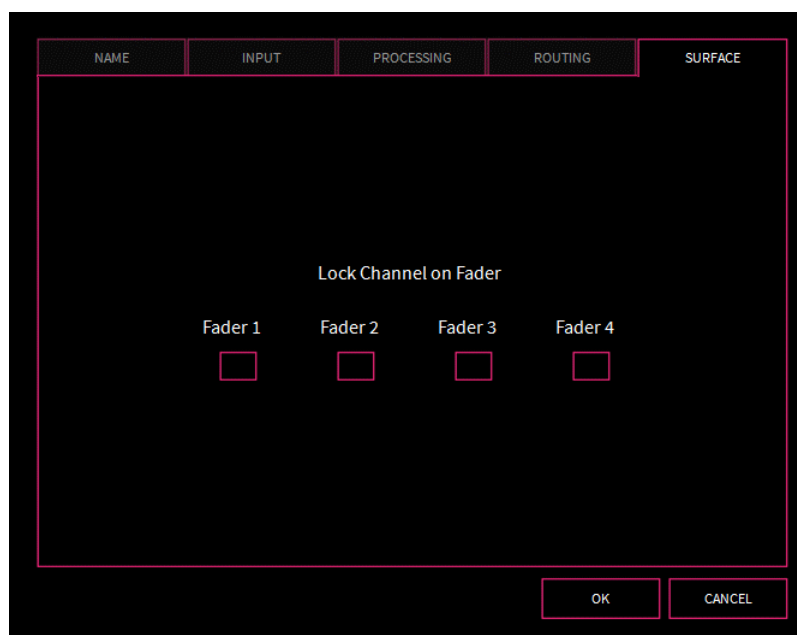 NAME INPUT PROCESSING ROUTING SURFACE
Lock Channel on Fader
Fader 1 Fader 2 Fader 3 Fader 4
OK CANCEL